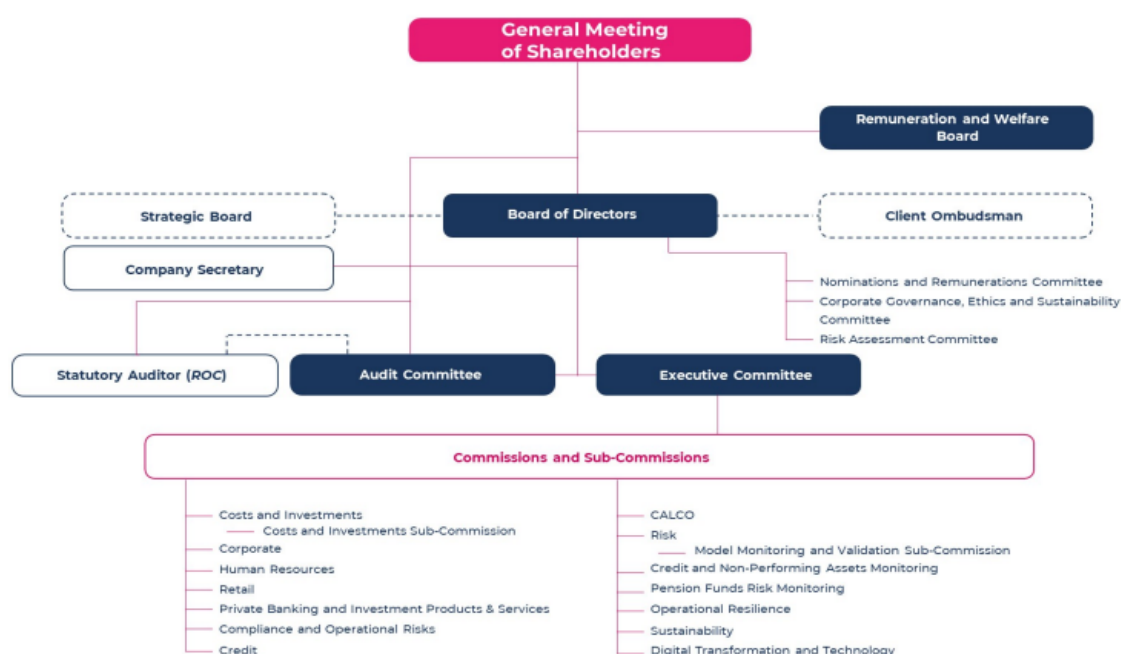 General Meeting
of Shareholders
Remuneration and Welfare
Board
Strategic Board
Board of Directors
Client Ombudsman
Company Secretary
Nominations and Remunerations Committee
Corporate Governance, Ethics and Sustainability
Committee
Risk Assessment Committee
Statutory Auditor (ROC)
Audit Committee
Executive Committee
Commissions and Sub-Commissions
Costs and Investments
Costs and Investments Sub-Commission
Corporate
Human Resources
Retail
Private Banking and Investment Products & Services
Compliance and Operational Risks
Credit
CALCO
Risk
Model Monitoring and Validation Sub-Commission
Credit and Non-Performing Assets Monitoring
Pension Funds Risk Monitoring
Operational Resilience
Sustainability
Digital Transformation and Technology